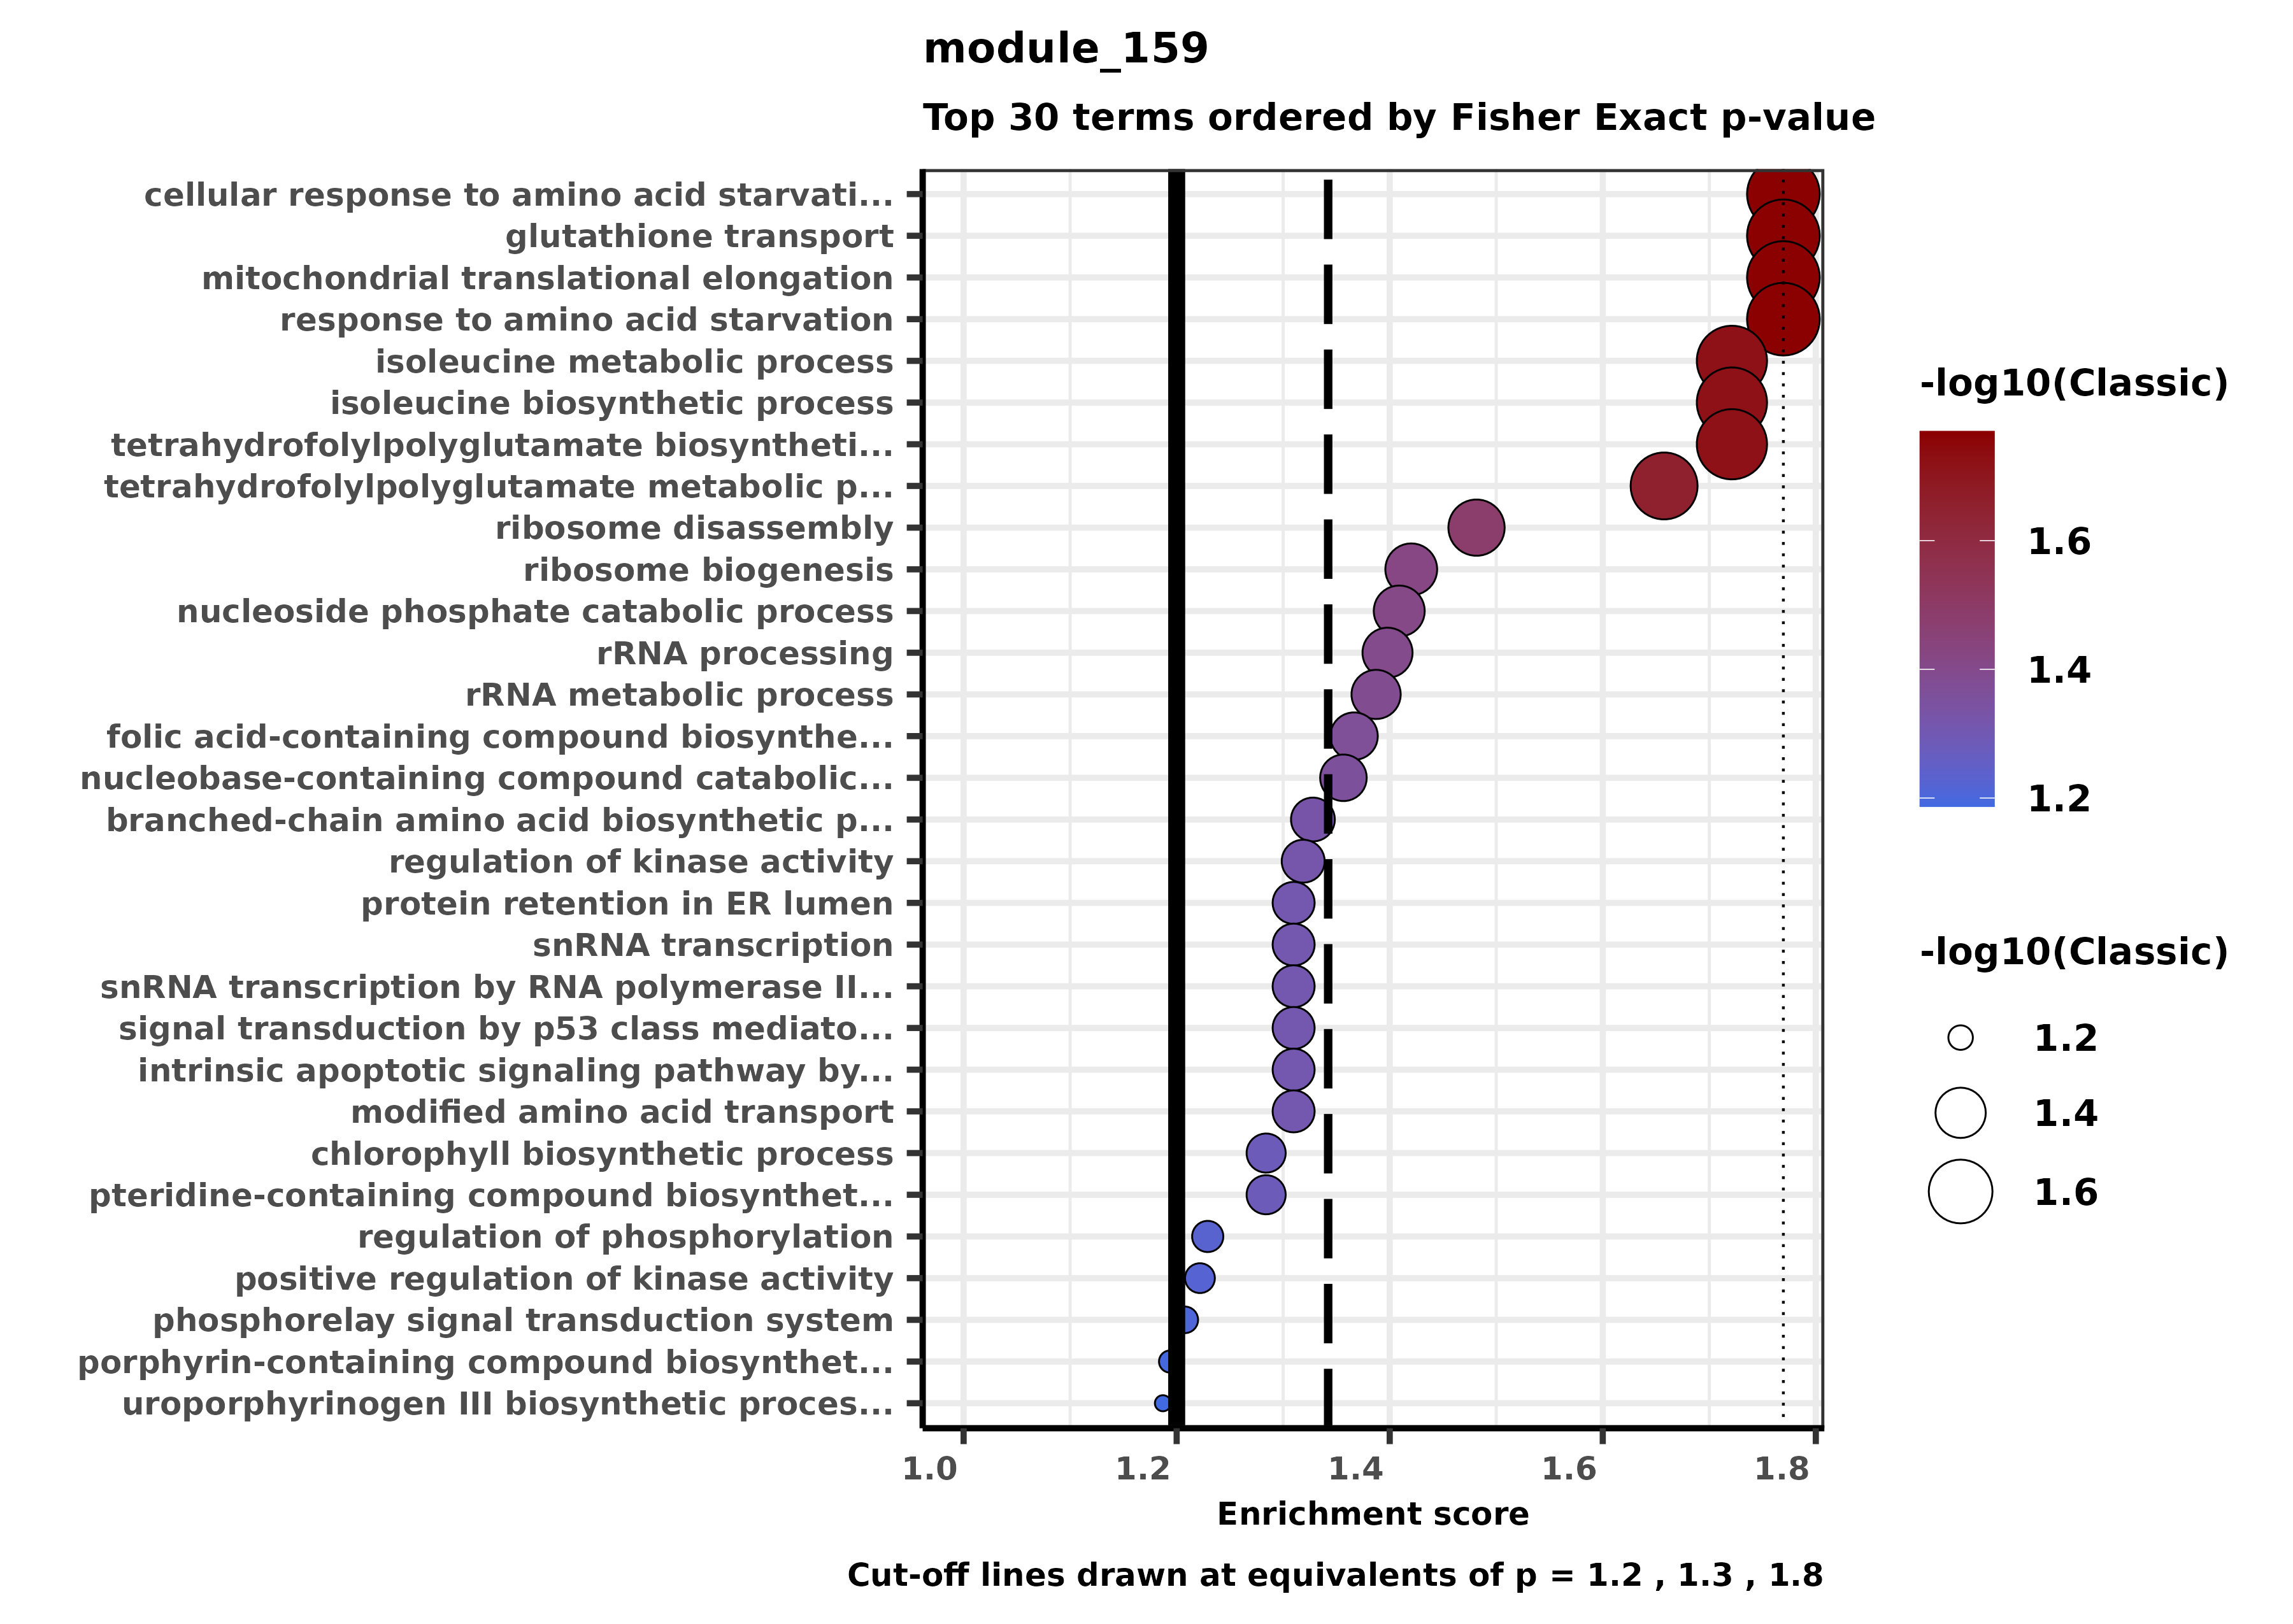 module_159
Top 30 terms ordered by Fisher Exact p-value
cellular response to amino acid starvati...
glutathione transport
mitochondrial translational elongation
response to amino acid starvation
isoleucine metabolic process
isoleucine biosynthetic process
tetrahydrofolylpolyglutamate biosyntheti...
tetrahydrofolylpolyglutamate metabolic p...
ribosome disassembly
ribosome biogenesis
nucleoside phosphate catabolic process
rRNA processing
rRNA metabolic process
folic acid-containing compound biosynthe...
nucleobase-containing compound catabolic...
branched-chain amino acid biosynthetic p...
regulation of kinase activity
protein retention in ER lumen
snRNA transcription
snRNA transcription by RNA polymerase II...
signal transduction by p53 class mediato...
intrinsic apoptotic signaling pathway by...
modified amino acid transport
chlorophyll biosynthetic process
pteridine-containing compound biosynthet...
regulation of phosphorylation
positive regulation of kinase activity
phosphorelay signal transduction system
porphyrin-containing compound biosynthet...
uroporphyrinogen III biosynthetic proces...
1.0 1.2 1.4 1.6 1.8
Enrichment score
Cut-off lines drawn at equivalents of p = 1.2 , 1.3 , 1.8
-log10(Classic)
1.6
1.4
1.2
-log10(Classic)
1.2
1.4
1.6